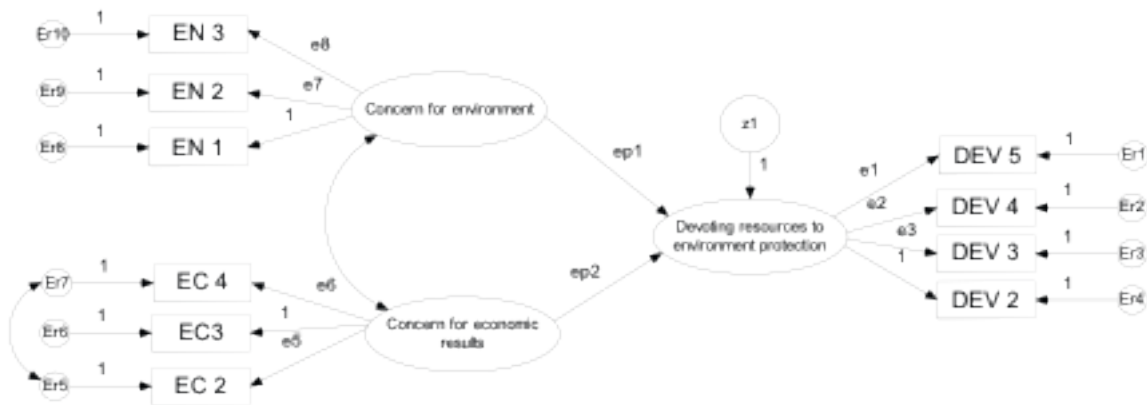 Er10
1
EN 3
e8
Er9
1
EN 2
e7
Er8
1
EN 1
1
Concern for environment
ep1
z1
1
Devoting resources to
environment protection
e1
DEV 5
1
Er1
e2
DEV 4
1
Er2
e3
DEV 3
1
Er3
1
DEV 2
1
Er4
ep2
Er7
1
EC 4
e6
Er6
1
EC3
1
Er5
1
EC 2
e5
Concern for economic
results